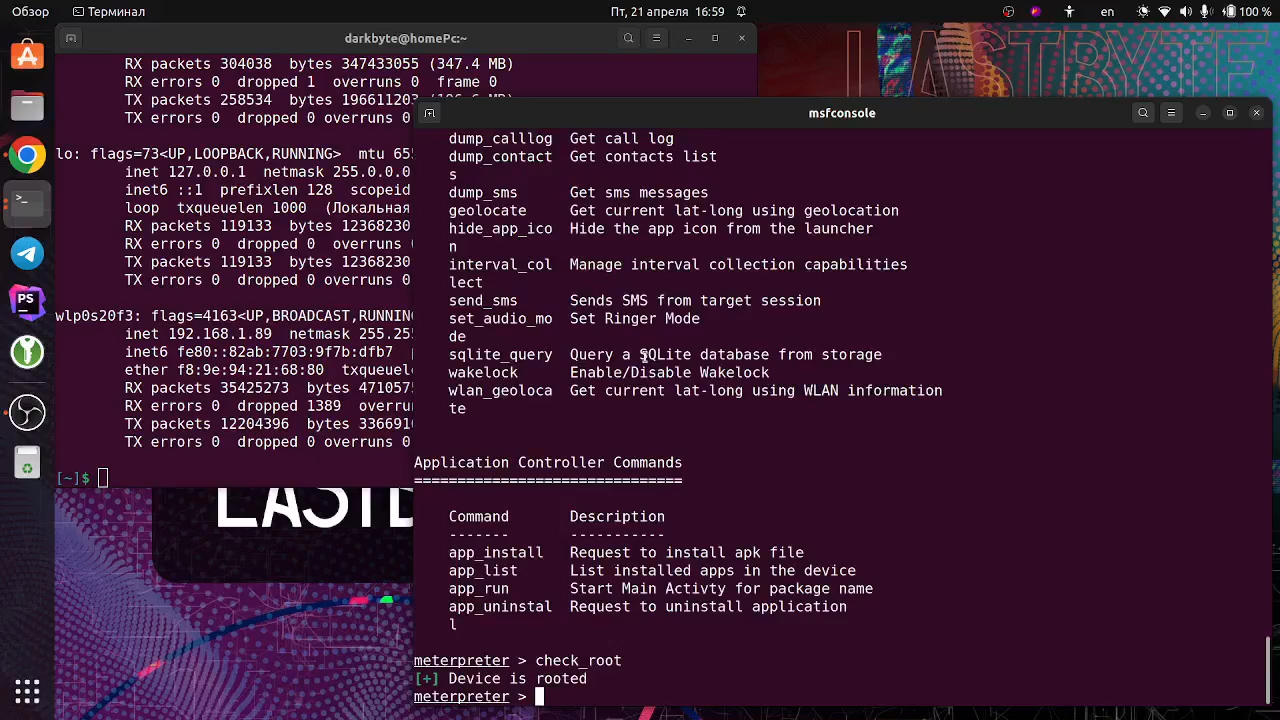 Обзор
Терминал
Пт, 21 апреля 16:59
en
100 %
darkbyte@homePc:~
RX packets 304038 bytes 347433055 (347.4 MB)
RX errors 0 dropped 1 overruns 0 frame 0
TX packets 258534 bytes 196611203
TX errors 0 dropped 0 overruns 0
lo: flags=73<UP,LOOPBACK,RUNNING> mtu 655
inet 127.0.0.1 netmask 255.0.0.0
inet6 ::1 prefixlen 128 scopeid
loop txqueuelen 1000 (Локальная
RX packets 119133 bytes 12368230
RX errors 0 dropped 0 overruns 0
TX packets 119133 bytes 12368230
TX errors 0 dropped 0 overruns 0
wlp0s20f3: flags=4163<UP,BROADCAST,RUNNING
inet 192.168.1.89 netmask 255.255
inet6 fe80::82ab:7703:9f7b:dfb7 p
ether f8:9e:94:21:68:80 txqueuel
RX packets 35425273 bytes 4710575
RX errors 0 dropped 1389 overrun
TX packets 12204396 bytes 3366916
TX errors 0 dropped 0 overruns 0
[~]$
PS
LASTBYTE
LASTB
msfconsole
dump_calllog Get call log
dump_contact Get contacts list
s
dump_sms Get sms messages
geolocate Get current lat-long using geolocation
hide_app_ico Hide the app icon from the launcher
n
interval_col Manage interval collection capabilities
lect
send_sms Sends SMS from target session
set_audio_mo Set Ringer Mode
de
sqlite_query Query a SQLite database from storage
wakelock Enable/Disable Wakelock
wlan_geoloca Get current lat-long using WLAN information
te
Application Controller Commands
===============================
Command Description
------- -----------
app_install Request to install apk file
app_list List installed apps in the device
app_run Start Main Activty for package name
app_uninstal Request to uninstall application
l
meterpreter > check_root
[+] Device is rooted
meterpreter >